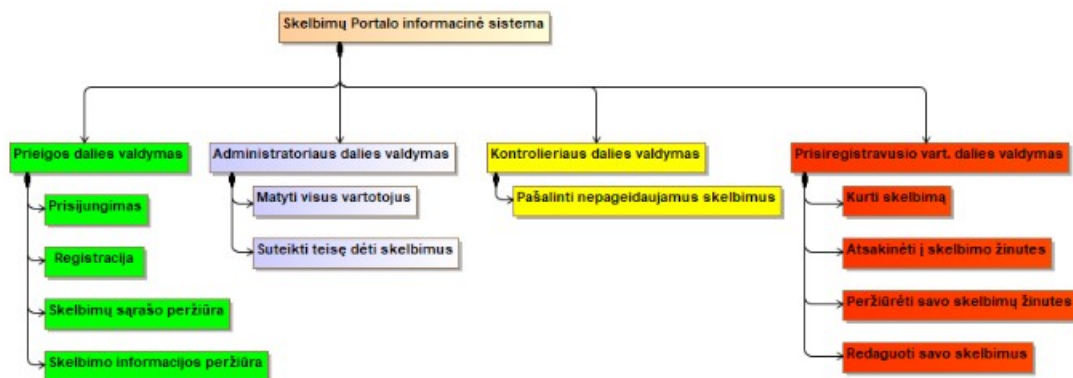 Skelbimų Portalo informacinė sistema
Prieigos dalies valdymas
Prisijungimas
Registracija
Skelbimų sąrašo peržiūra
Skelbimo informacijos peržiūra
Administratoriaus dalies valdymas
Matyti visus vartotojus
Suteikti teisę dėti skelbimus
Kontrolieriaus dalies valdymas
Pašalinti nepageidaujamus skelbimus
Prisiregistravusio vart. dalies valdymas
Kurti skelbimą
Atsakinėti į skelbimo žinutes
Peržiūrėti savo skelbimų žinutes
Redaguoti savo skelbimus